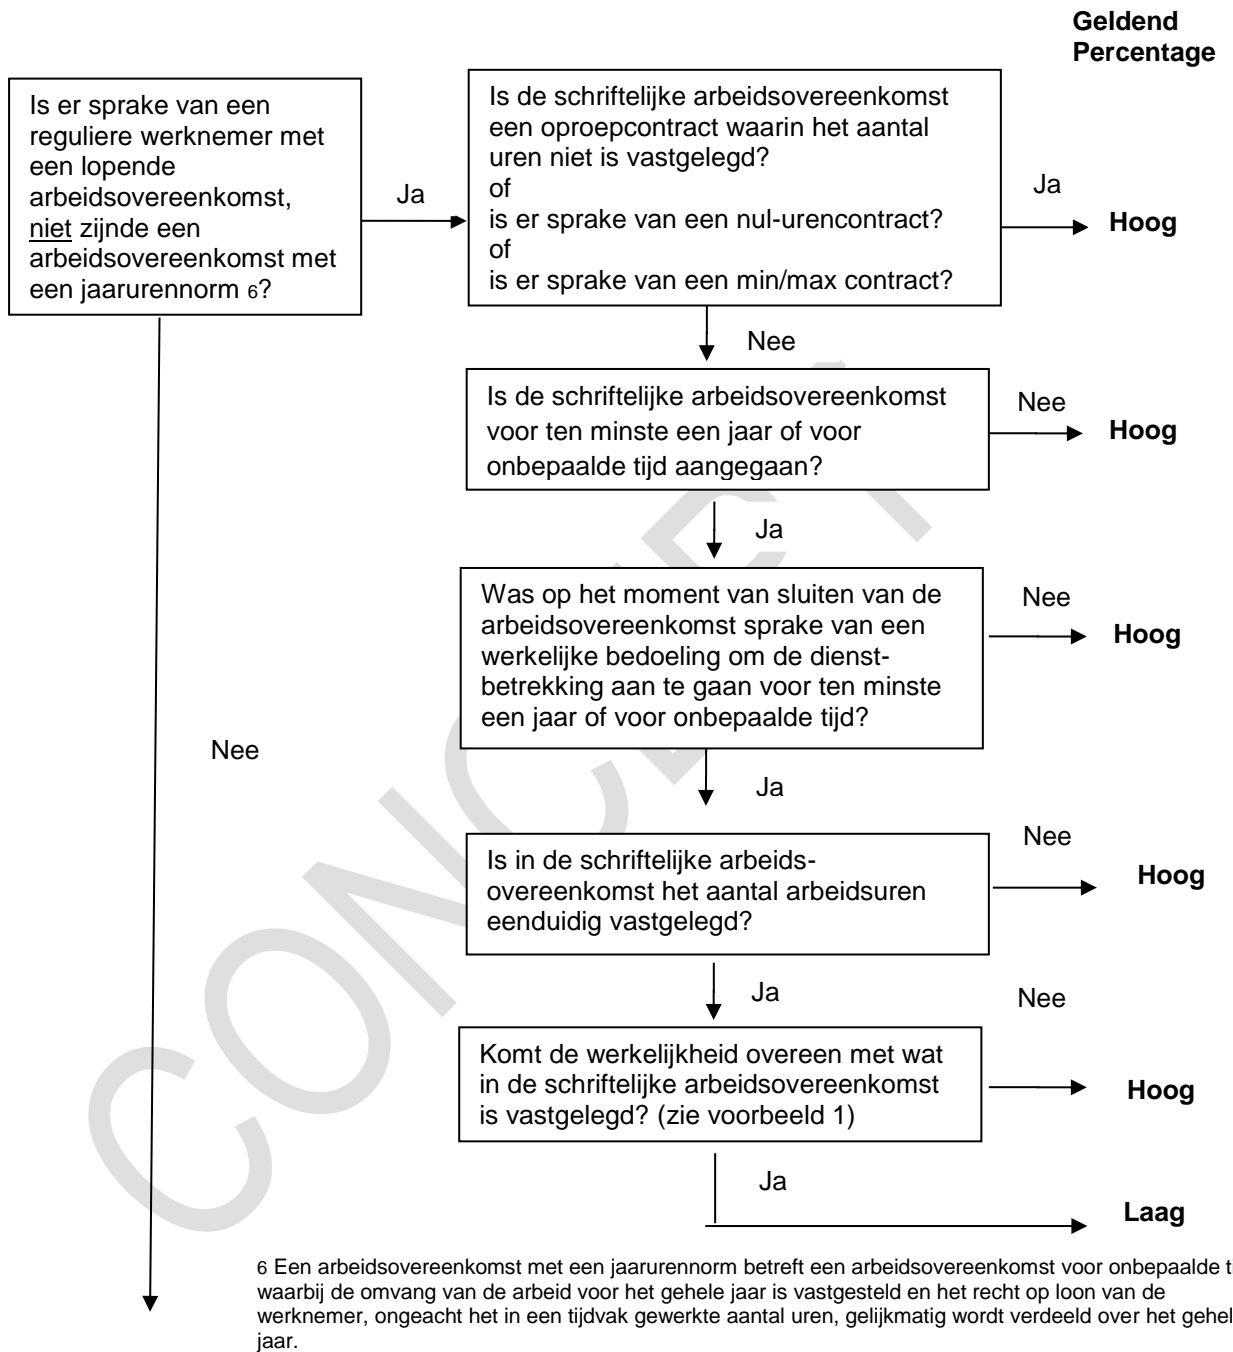 Geldend
Percentage
Is er sprake van een
reguliere werknemer met
een lopende
arbeidsovereenkomst,
niet zijnde een
arbeidsovereenkomst met
een jaarurennorm 6?
Ja
Is de schriftelijke arbeidsovereenkomst
een oproepcontract waarin het aantal
uren niet is vastgelegd?
of
is er sprake van een nul-urencontract?
of
is er sprake van een min/max contract?
Ja
Hoog
Nee
Is de schriftelijke arbeidsovereenkomst
voor ten minste een jaar of voor
onbepaalde tijd aangegaan?
Nee
Hoog
Ja
Was op het moment van sluiten van de
arbeidsovereenkomst sprake van een
werkelijke bedoeling om de dienst-
betrekking aan te gaan voor ten minste
een jaar of voor onbepaalde tijd?
Nee
Hoog
Nee
Ja
Is in de schriftelijke arbeids-
overeenkomst het aantal arbeidsuren
eenduidig vastgelegd?
Nee
Hoog
Ja
Komt de werkelijkheid overeen met wat
in de schriftelijke arbeidsovereenkomst
is vastgelegd? (zie voorbeeld 1)
Nee
Hoog
Ja
Laag
6 Een arbeidsovereenkomst met een jaarurennorm betreft een arbeidsovereenkomst voor onbepaalde ti
waarbij de omvang van de arbeid voor het gehele jaar is vastgesteld en het recht op loon van de
werknemer, ongeacht het in een tijdvak gewerkte aantal uren, gelijkmatig wordt verdeeld over het gehel
jaar.
CONCEPT